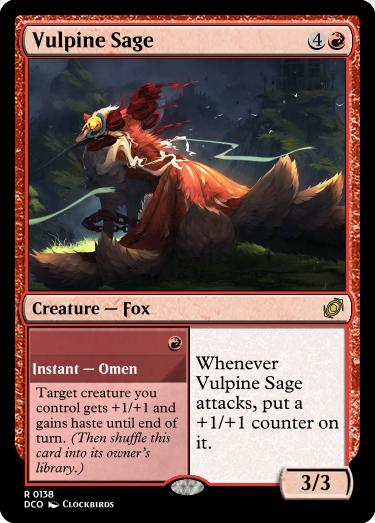 Vulpine Sage 4
Creature — Fox
Instant — Omen
Target creature you
control gets +1/+1 and
gains haste until end of
turn. (Then shuffle this
card into its owner's
library.)
Whenever
Vulpine Sage
attacks, put a
+1/+1 counter on
it.
3/3
R 0138
DCO CLOCKBIRDS